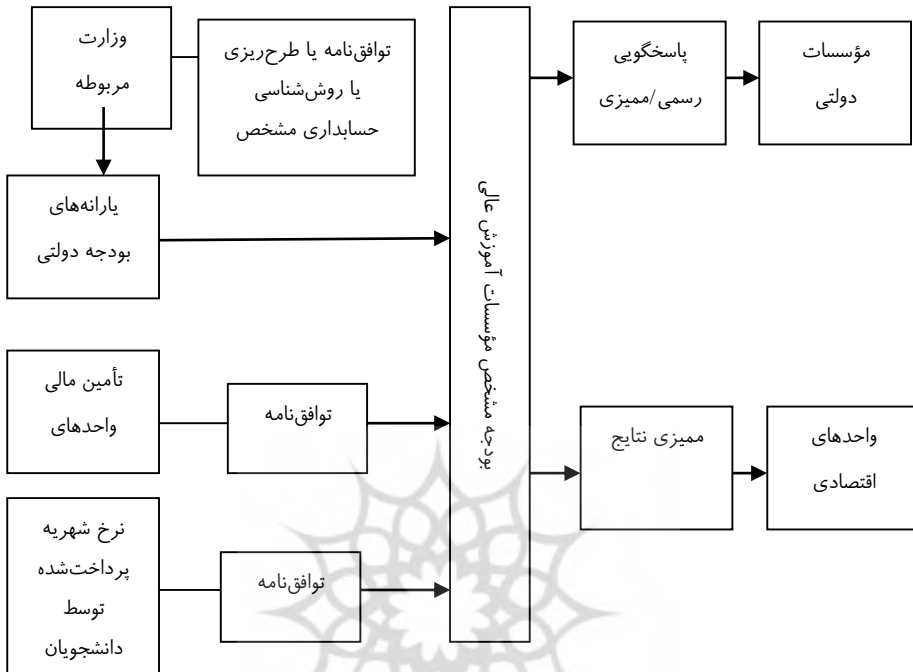 وزارت
مربوطه
توافق‌نامه یا طرح‌ریزی
یا روش‌شناسی
حسابداری مشخص
پاسخگویی
رسمی/ممیزی
مؤسسات
دولتی
یارانه‌های
بودجه دولتی
بودجه مشخص مؤسسات آموزش عالی
تأمین مالی
واحدهای
توافق‌نامه
ممیزی نتایج
واحدهای
اقتصادی
نرخ شهریه
پرداخت‌شده
توسط
دانشجویان
توافق‌نامه